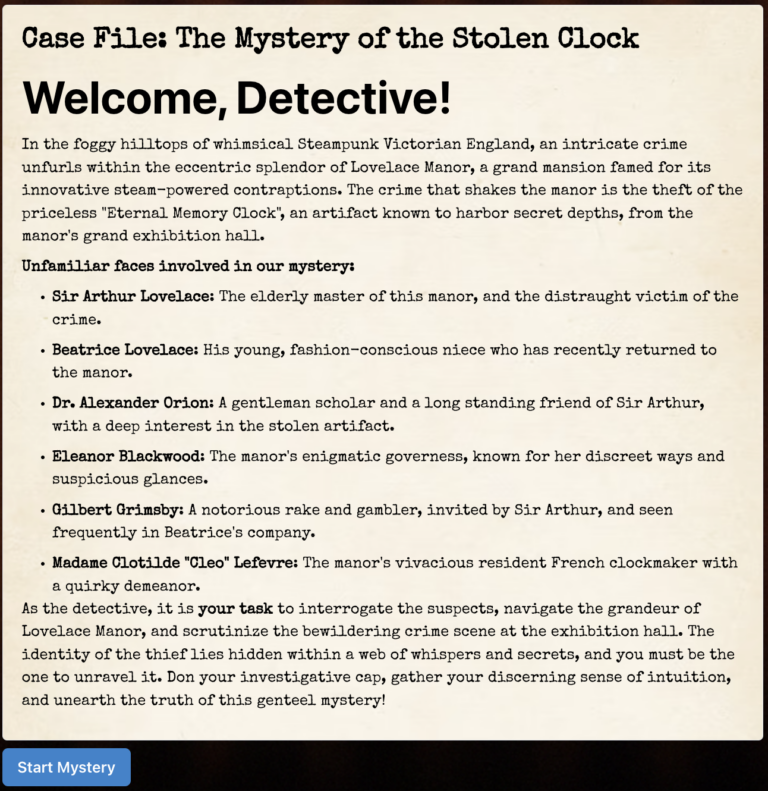 Case File: The Mystery of the Stolen Clock
Welcome, Detective!
In the foggy hilltops of whimsical Steampunk Victorian England, an intricate crime
unfurls within the eccentric splendor of Lovelace Manor, a grand mansion famed for its
innovative steam-powered contraptions. The crime that shakes the manor is the theft of the
priceless "Eternal Memory Clock", an artifact known to harbor secret depths, from the
manor's grand exhibition hall.
Unfamiliar faces involved in our mystery:
• Sir Arthur Lovelace: The elderly master of this manor, and the distraught victim of the
crime.
• Beatrice Lovelace: His young, fashion-conscious niece who has recently returned to
the manor.
• Dr. Alexander Orion: A gentleman scholar and a long standing friend of Sir Arthur,
with a deep interest in the stolen artifact.
• Eleanor Blackwood: The manor's enigmatic governess, known for her discreet ways and
suspicious glances.
• Gilbert Grimsby: A notorious rake and gambler, invited by Sir Arthur, and seen
frequently in Beatrice's company.
• Madame Clotilde "Cleo" Lefevre: The manor's vivacious resident French clockmaker with
a quirky demeanor.
As the detective, it is your task to interrogate the suspects, navigate the grandeur of
Lovelace Manor, and scrutinize the bewildering crime scene at the exhibition hall. The
identity of the thief lies hidden within a web of whispers and secrets, and you must be the
one to unravel it. Don your investigative cap, gather your discerning sense of intuition,
and unearth the truth of this genteel mystery!
Start Mystery